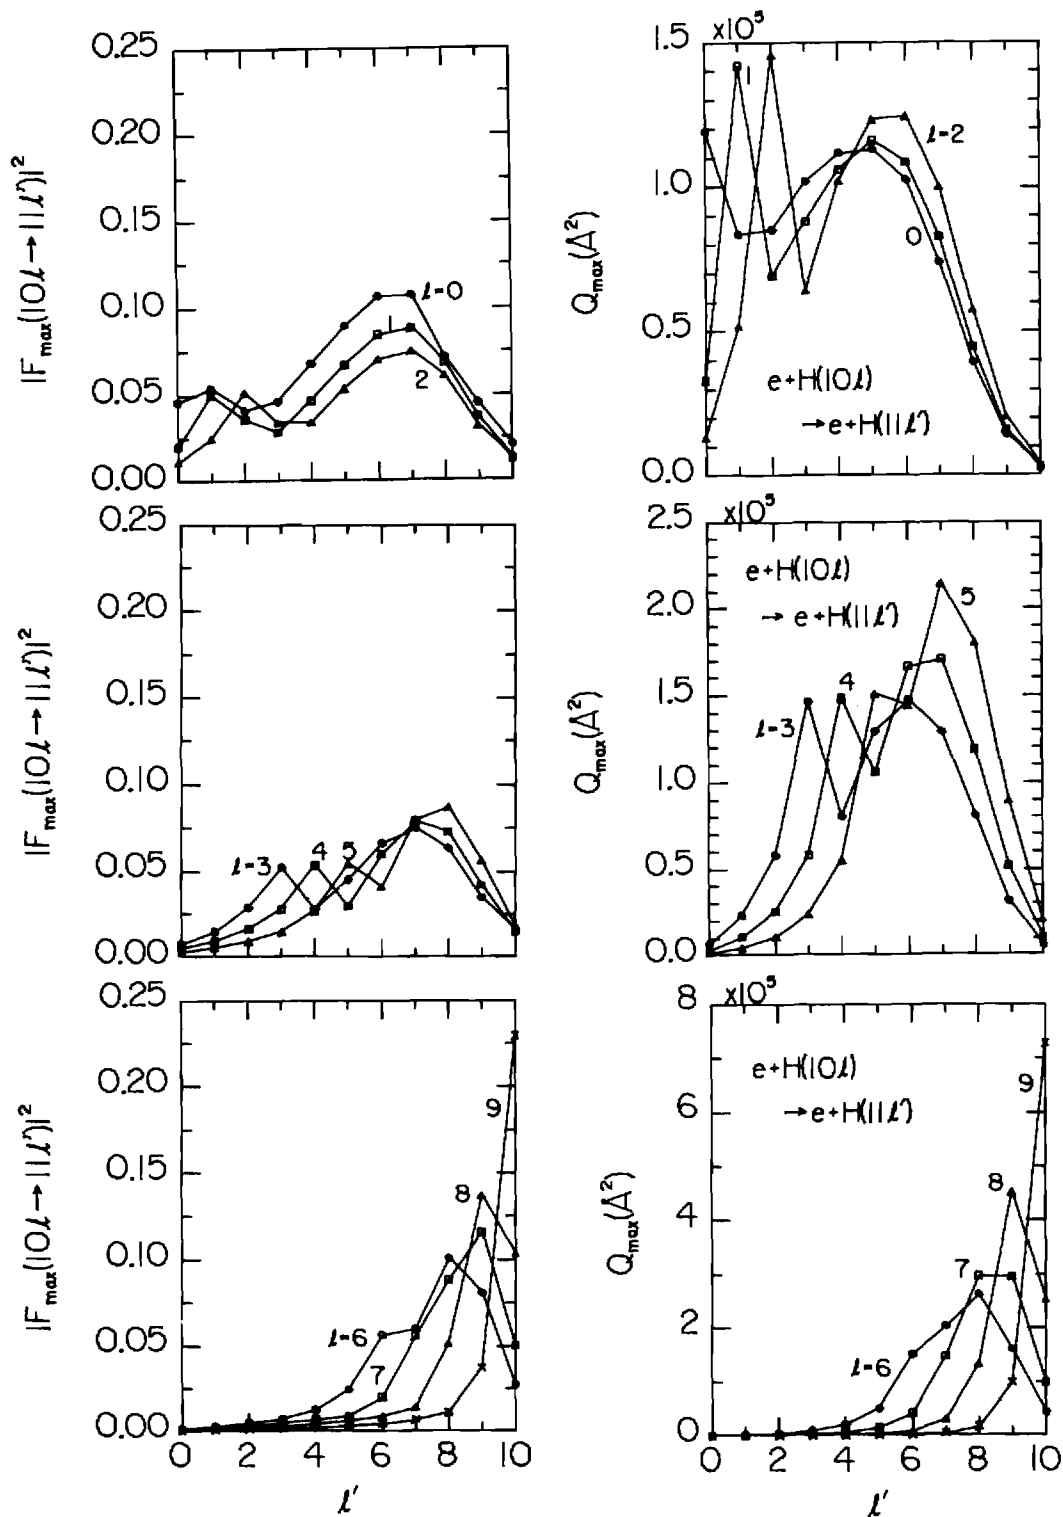 |F_max(10ℓ→11ℓ')|²
0.25
0.20
0.15
0.10
0.05
0.00
ℓ=0
1
2
×10⁵
Q_max(Å²)
1.5
1.0
0.5
0.0
1
ℓ=2
0
e+H(10ℓ)
→e+H(11ℓ')
|F_max(10ℓ→11ℓ')|²
0.25
0.20
0.15
0.10
0.05
0.00
ℓ=3
4
5
×10⁵
Q_max(Å²)
2.5
2.0
1.5
1.0
0.5
0.0
e+H(10ℓ)
→e+H(11ℓ')
5
4
ℓ=3
|F_max(10ℓ→11ℓ')|²
0.25
0.20
0.15
0.10
0.05
0.00
9
8
ℓ=6
7
0 2 4 6 8 10
ℓ'
×10⁵
Q_max(Å²)
8
6
4
2
0
e+H(10ℓ)
→e+H(11ℓ')
9
8
7
ℓ=6
0 2 4 6 8 10
ℓ'